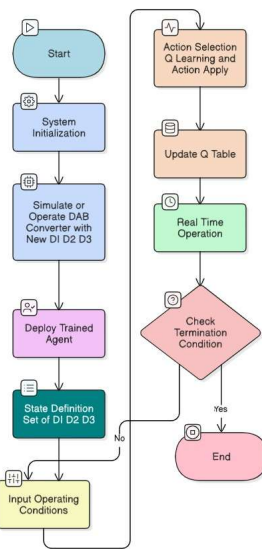 Start
System
Initialization
Simulate or
Operate DAB
Converter with
New DI D2 D3
Deploy Trained
Agent
State Definition
Set of DI D2 D3
Input Operating
Conditions
Action Selection
Q Learning and
Action Apply
Update Q Table
Real Time
Operation
Check
Termination
Condition
No
Yes
End